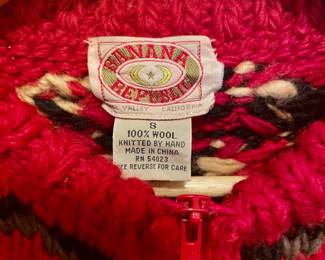 BANANA
REPUBLIC
VALLEY CALIFORNIA
S
100% WOOL
KNITTED BY HAND
MADE IN CHINA
RN 54023
REVERSE FOR CARE